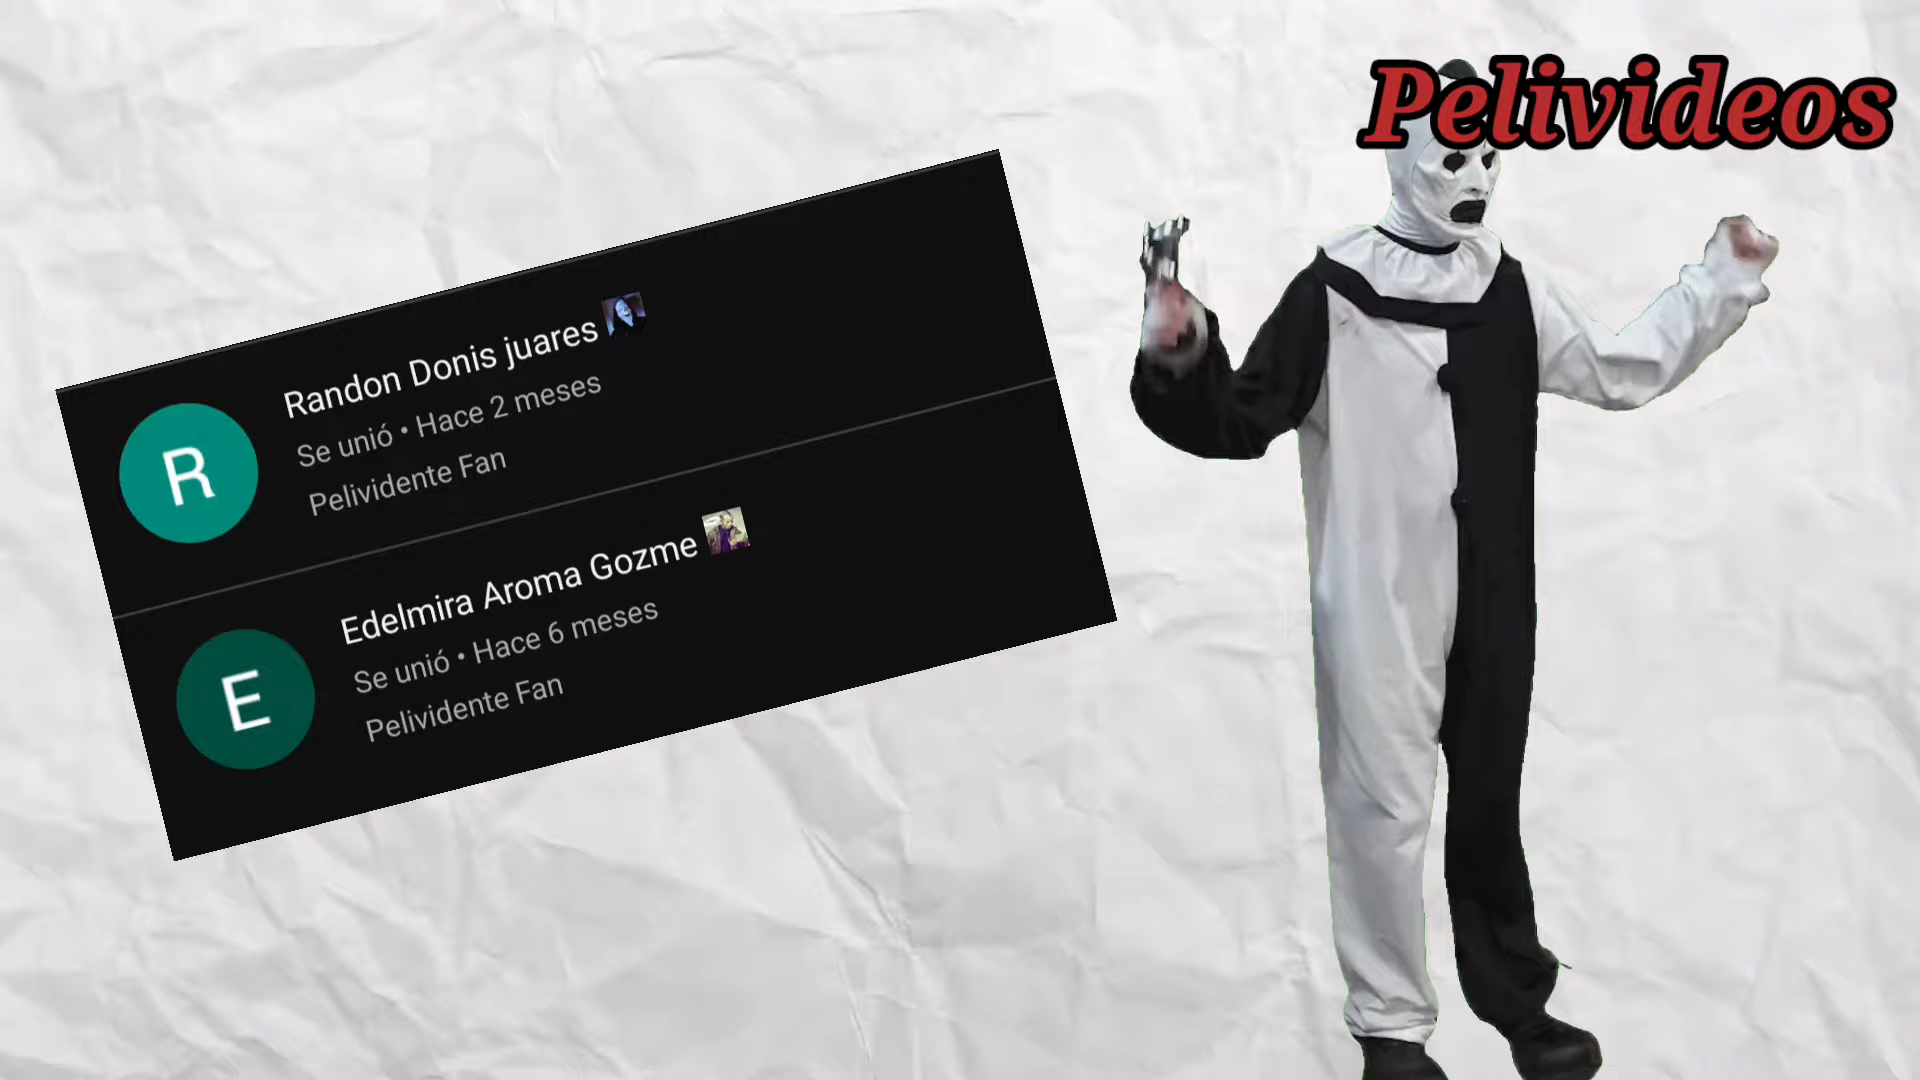 Pelivideos
R
Randon Donis juares
Se unió • Hace 2 meses
Pelividente Fan
E
Edelmira Aroma Gozme
Se unió • Hace 6 meses
Pelividente Fan